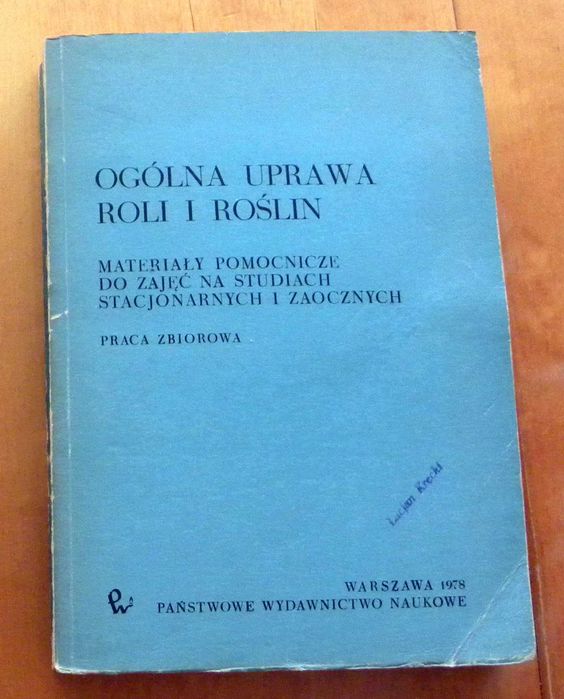 OGÓLNA UPRAWA
ROLI I ROŚLIN
MATERIAŁY POMOCNICZE
DO ZAJĘĆ NA STUDIACH
STACJONARNYCH I ZAOCZNYCH
PRACA ZBIOROWA
Lucjan
WARSZAWA 1978
PAŃSTWOWE WYDAWNICTWO NAUKOWE